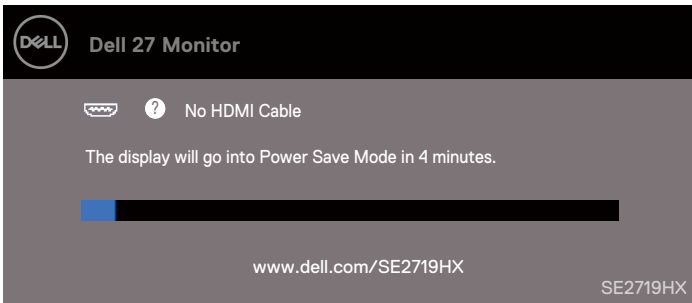 DELL
Dell 27 Monitor
? No HDMI Cable
The display will go into Power Save Mode in 4 minutes.
www.dell.com/SE2719HX
SE2719HX